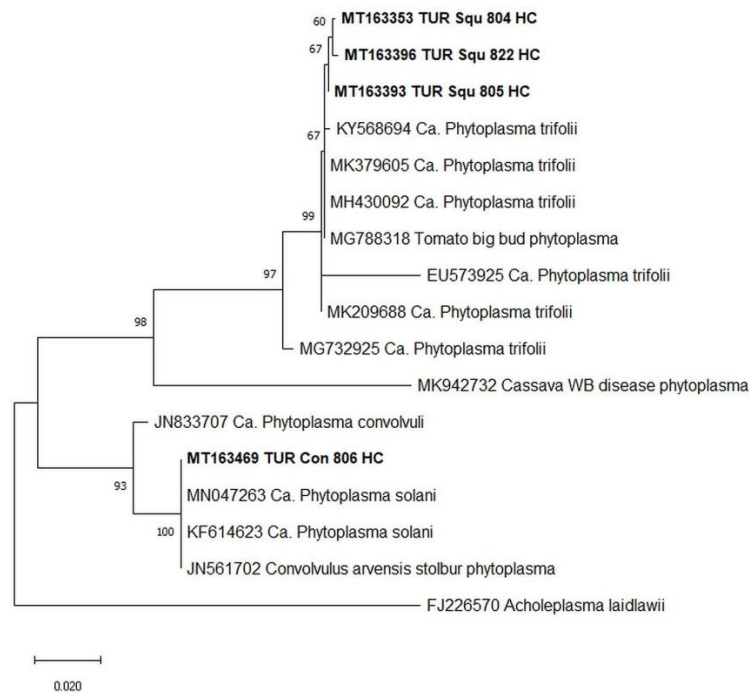 60
MT163353 TUR Squ 804 HC
67
MT163396 TUR Squ 822 HC
MT163393 TUR Squ 805 HC
67
KY568694 Ca. Phytoplasma trifolii
MK379605 Ca. Phytoplasma trifolii
MH430092 Ca. Phytoplasma trifolii
99
MG788318 Tomato big bud phytoplasma
97
EU573925 Ca. Phytoplasma trifolii
MK209688 Ca. Phytoplasma trifolii
98
MG732925 Ca. Phytoplasma trifolii
MK942732 Cassava WB disease phytoplasma
JN833707 Ca. Phytoplasma convolvuli
MT163469 TUR Con 806 HC
93
MN047263 Ca. Phytoplasma solani
100
KF614623 Ca. Phytoplasma solani
JN561702 Convolvulus arvensis stolbur phytoplasma
FJ226570 Acholeplasma laidlawii
0.020